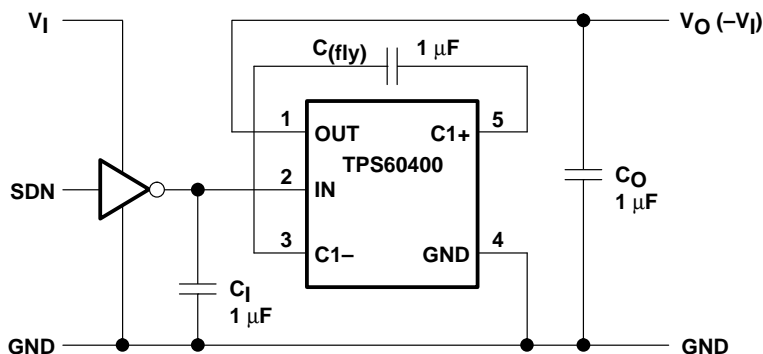 VI
VO (–VI)
C(fly)
1 μF
1
OUT
C1+
5
TPS60400
SDN
2
IN
CO
1 μF
3
C1–
GND
4
CI
1 μF
GND
GND